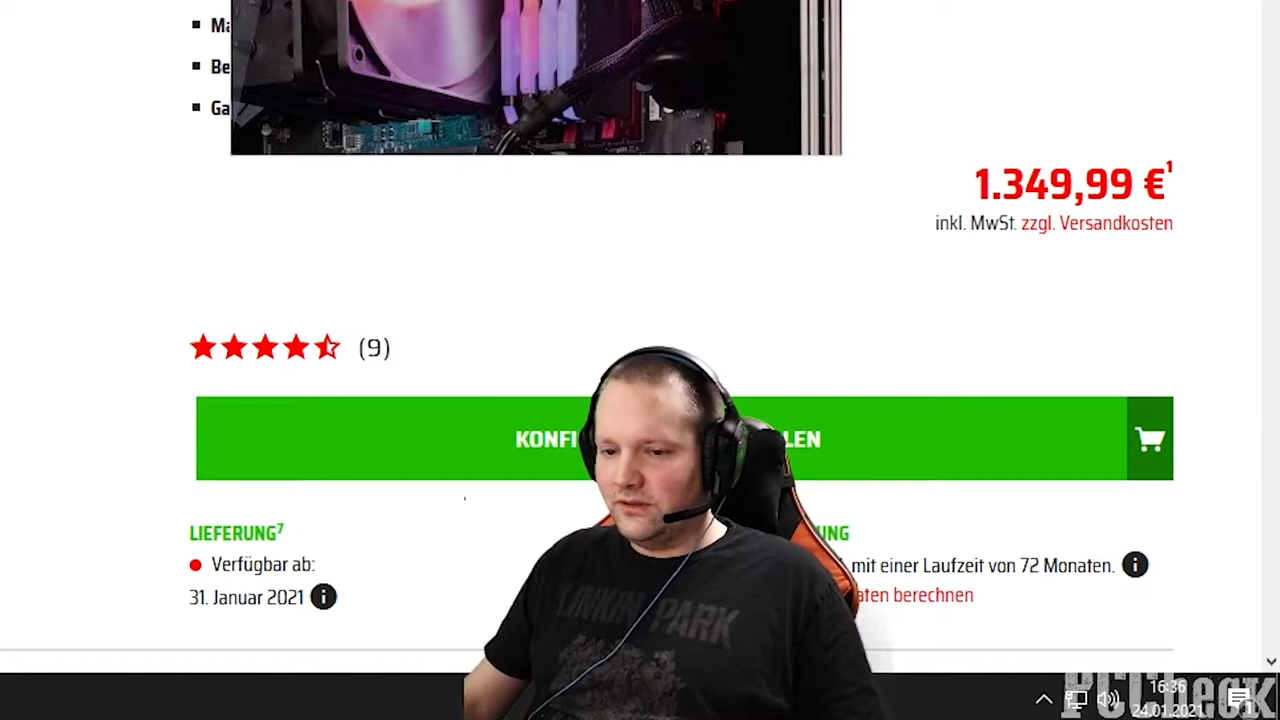 Ma
Be
Ga
1.349,99 €¹
inkl. MwSt. zzgl. Versandkosten
(9)
KONFI LEN
LIEFERUNG⁷
UNG
Verfügbar ab:
mit einer Laufzeit von 72 Monaten.
31. Januar 2021
aten berechnen
LINKIN PARK
PCCheck
16:36
24.01.2021